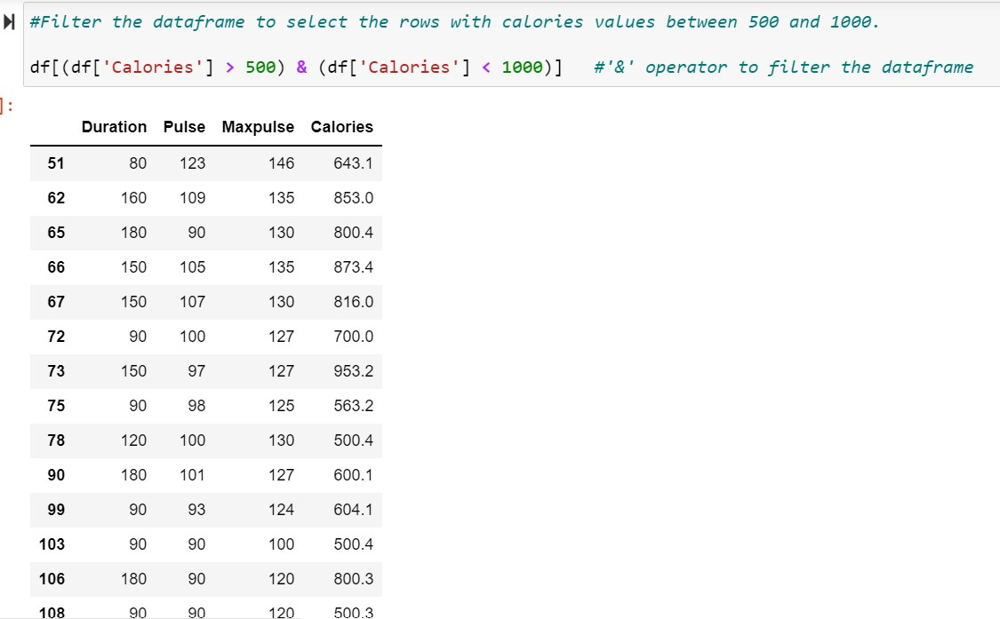 #Filter the dataframe to select the rows with calories values between 500 and 1000.
df[(df['Calories'] > 500) & (df['Calories'] < 1000)]   #'&' operator to filter the dataframe
]:
Duration Pulse Maxpulse Calories
51 80 123 146 643.1
62 160 109 135 853.0
65 180 90 130 800.4
66 150 105 135 873.4
67 150 107 130 816.0
72 90 100 127 700.0
73 150 97 127 953.2
75 90 98 125 563.2
78 120 100 130 500.4
90 180 101 127 600.1
99 90 93 124 604.1
103 90 90 100 500.4
106 180 90 120 800.3
108 90 90 120 500.3